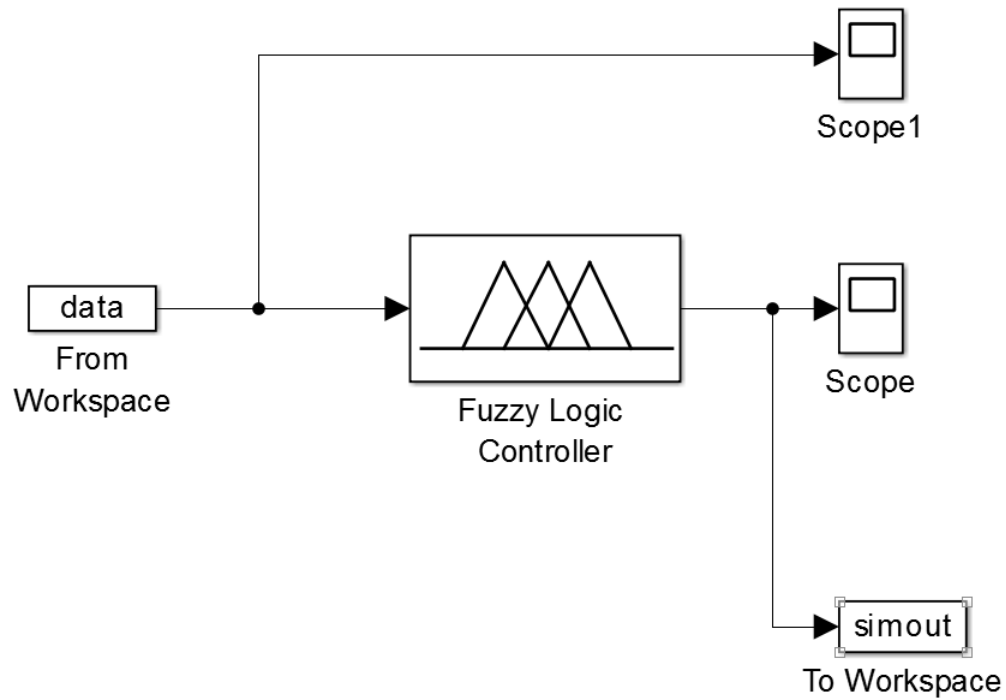 Scope1
data
From
Workspace
Fuzzy Logic
Controller
Scope
simout
To Workspace